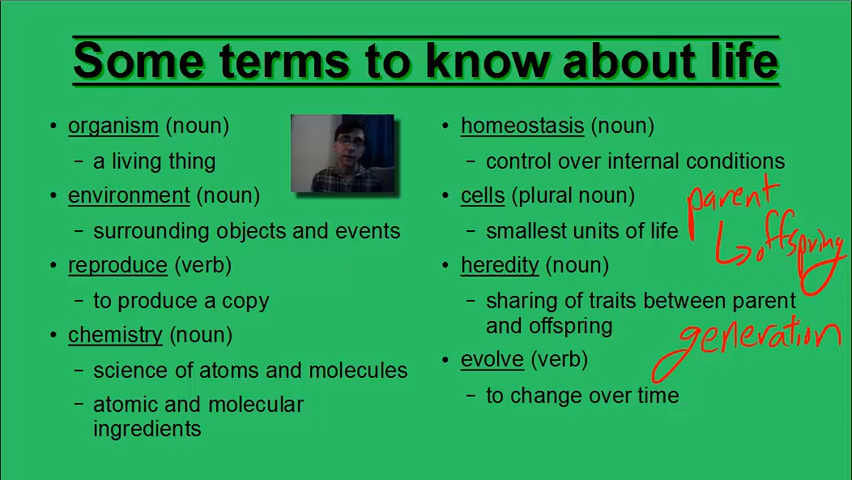 Some terms to know about life
• organism (noun)
– a living thing
• environment (noun)
– surrounding objects and events
• reproduce (verb)
– to produce a copy
• chemistry (noun)
– science of atoms and molecules
– atomic and molecular
ingredients
• homeostasis (noun)
– control over internal conditions
• cells (plural noun)
– smallest units of life
• heredity (noun)
– sharing of traits between parent
and offspring
• evolve (verb)
– to change over time
parent
↳ offspring
generation